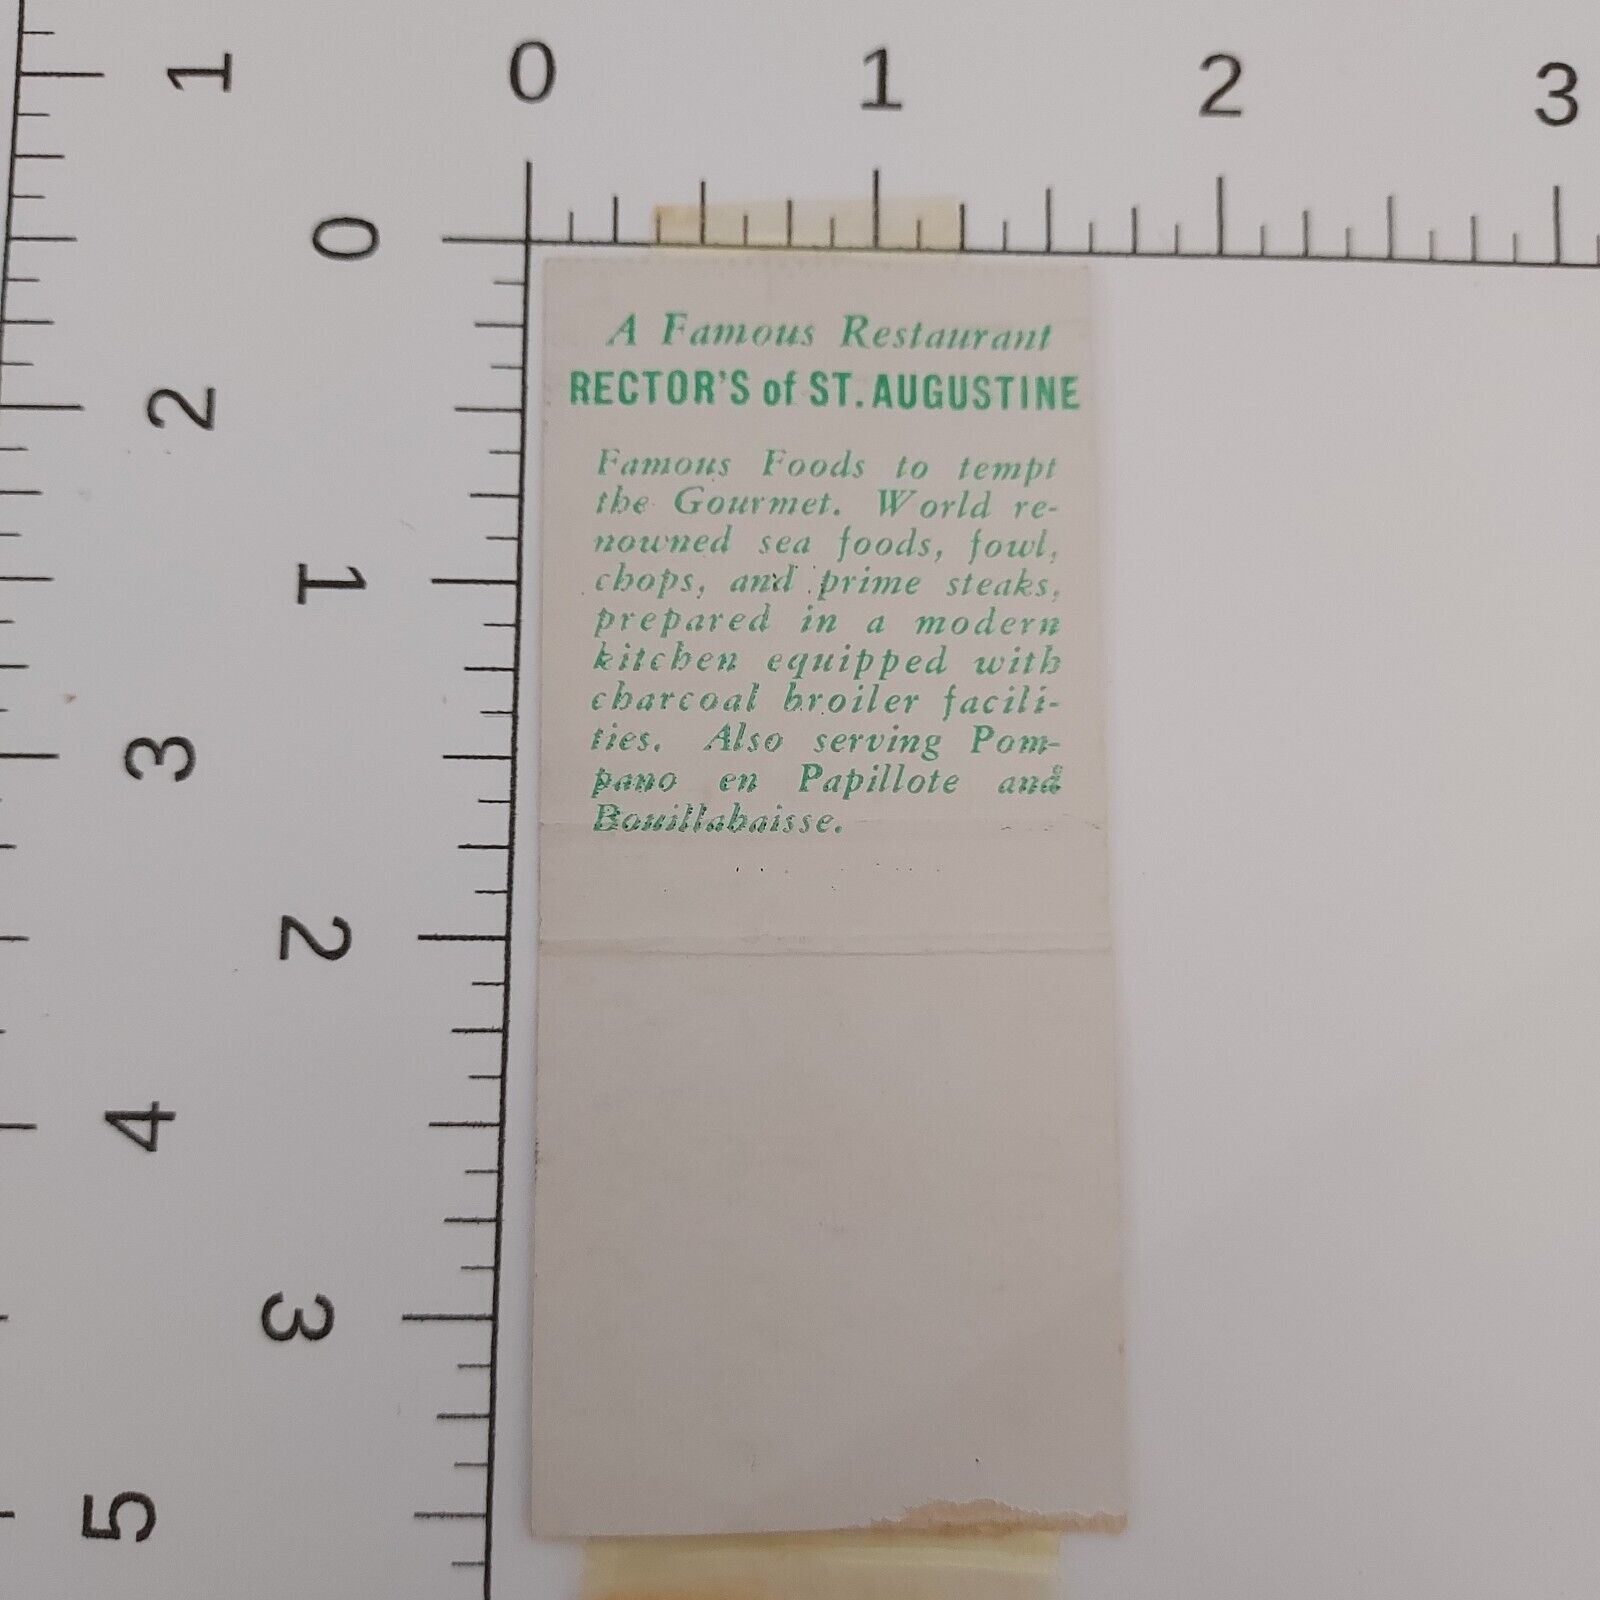 0 1 2 3
1
0
2
1
3
2
4
3
5
A Famous Restaurant
RECTOR'S of ST. AUGUSTINE
Famous Foods to tempt
the Gourmet. World re-
nowned sea foods, fowl,
chops, and prime steaks,
prepared in a modern
kitchen equipped with
charcoal broiler facili-
ties. Also serving Pom-
pano en Papillote and
Bouillabaisse.